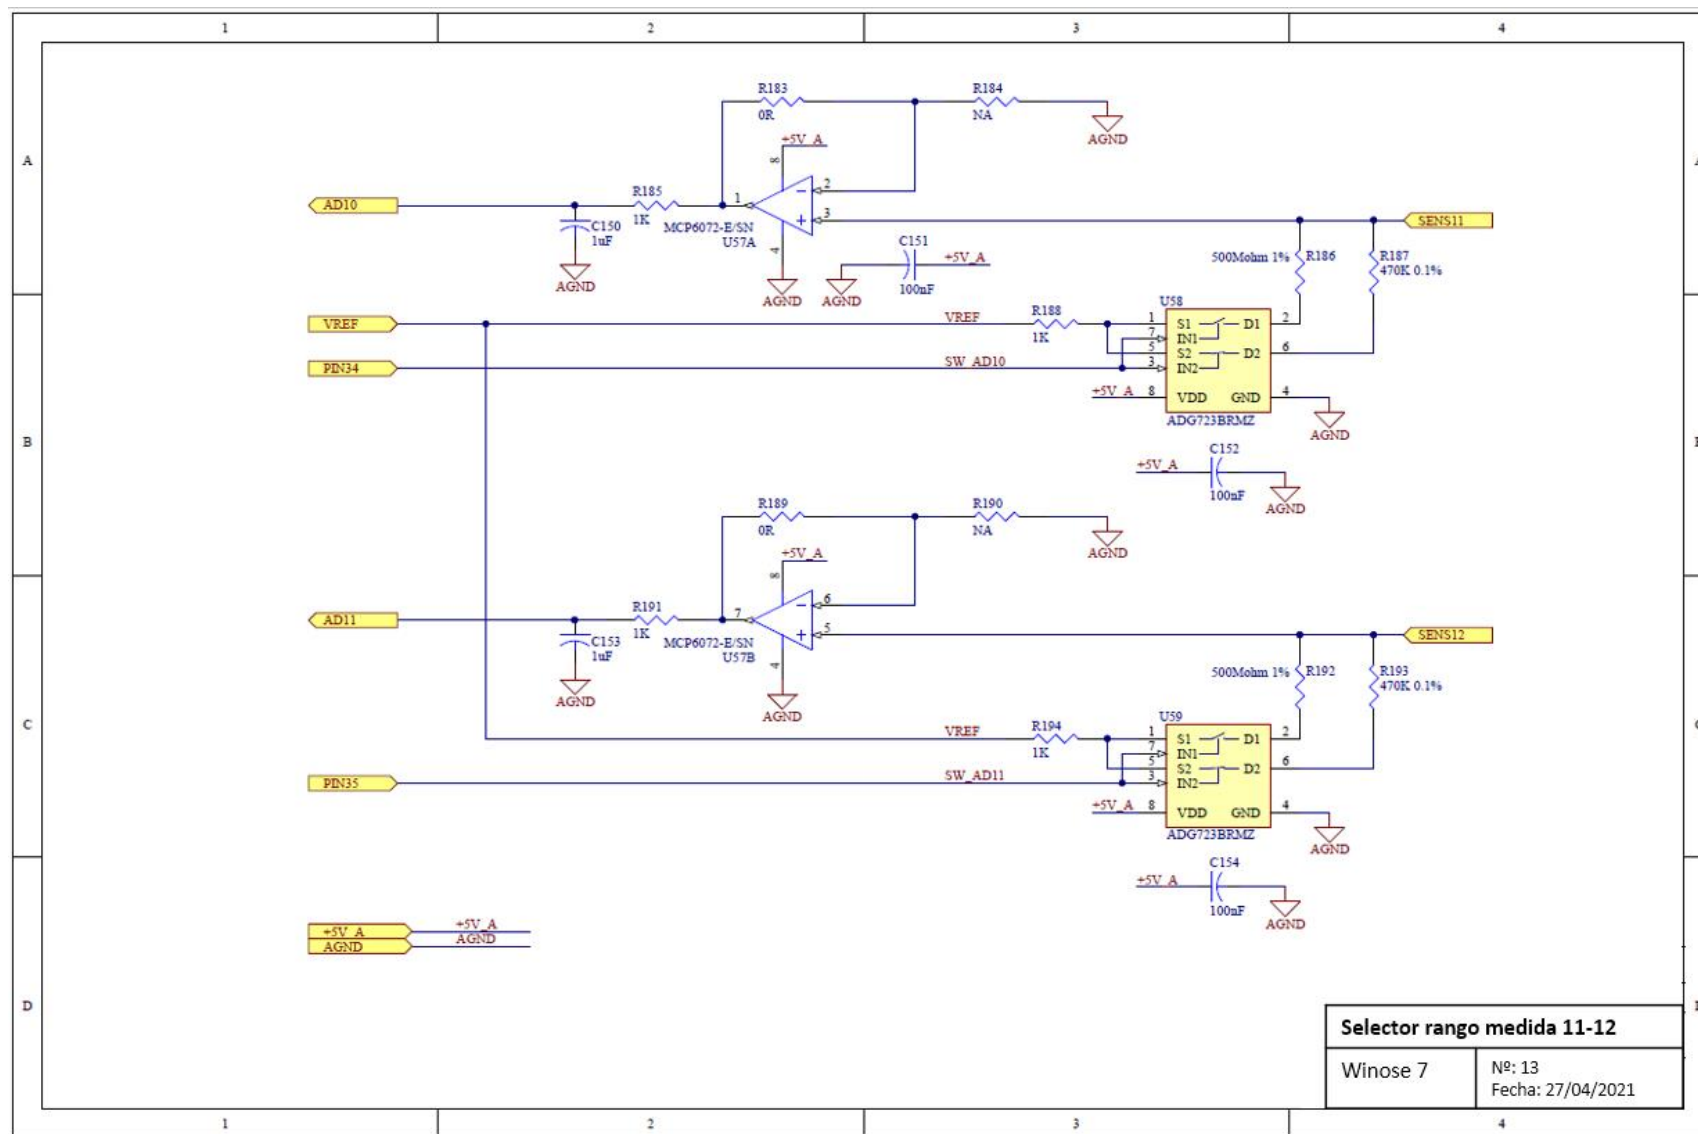 1 2 3 4
A
R183
0R
R184
NA
AGND
+5V_A
8
AD10
R185
1K
1
2
3
MCP6072-E/SN
U57A
4
C150
1uF
AGND
AGND
C151
+5V_A
100nF
AGND
SENS11
500Mohm 1%
R186
R187
470K 0.1%
B
VREF
VREF
R188
1K
PIN34
SW_AD10
U58
1 S1 D1 2
7 IN1
5 S2 D2 6
3 IN2
+5V_A 8 VDD GND 4
ADG723BRMZ
AGND
C152
+5V_A
100nF
AGND
R189
0R
R190
NA
AGND
+5V_A
8
C
AD11
R191
1K
7
6
5
MCP6072-E/SN
U57B
4
C153
1uF
AGND
AGND
SENS12
500Mohm 1%
R192
R193
470K 0.1%
VREF
R194
1K
PIN35
SW_AD11
U59
1 S1 D1 2
7 IN1
5 S2 D2 6
3 IN2
+5V_A 8 VDD GND 4
ADG723BRMZ
AGND
C154
+5V_A
100nF
AGND
+5V_A
+5V_A
AGND
AGND
D
Selector rango medida 11-12
Winose 7
Nº: 13
Fecha: 27/04/2021
1 2 3 4